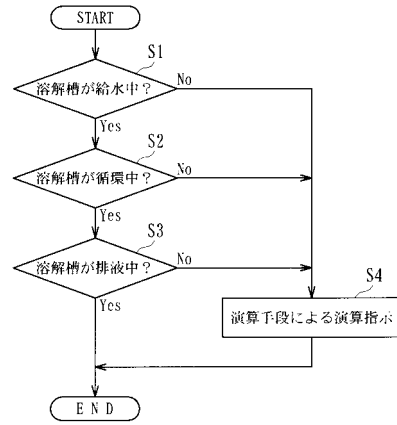 START
S1
溶解槽が給水中?
No
Yes
S2
溶解槽が循環中?
No
Yes
S3
溶解槽が排液中?
No
Yes
S4
演算手段による演算指示
END